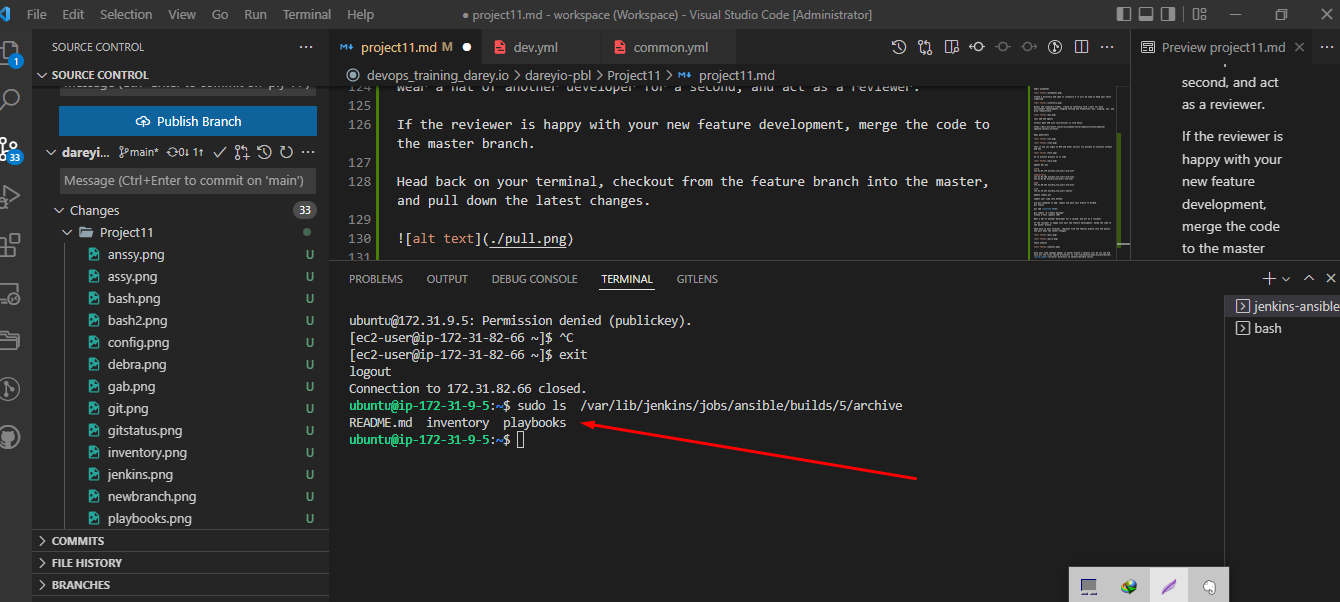 File Edit Selection View Go Run Terminal Help
● project11.md - workspace (Workspace) - Visual Studio Code [Administrator]
SOURCE CONTROL
SOURCE CONTROL
Publish Branch
dareyi... main* 0↓ 1↑
Message (Ctrl+Enter to commit on 'main')
Changes 33
Project11
anssy.png U
assy.png U
bash.png U
bash2.png U
config.png U
debra.png U
gab.png U
git.png U
gitstatus.png U
inventory.png U
jenkins.png U
newbranch.png U
playbooks.png U
COMMITS
FILE HISTORY
BRANCHES
1
33
project11.md M
dev.yml
common.yml
devops_training_darey.io > dareyio-pbl > Project11 > project11.md
124 wear a hat of another developer for a second, and act as a reviewer.
125
126 If the reviewer is happy with your new feature development, merge the code to
the master branch.
127
128 Head back on your terminal, checkout from the feature branch into the master,
and pull down the latest changes.
129
130 ![alt text](./pull.png)
131
Preview project11.md
second, and act
as a reviewer.
If the reviewer is
happy with your
new feature
development,
merge the code
to the master
PROBLEMS OUTPUT DEBUG CONSOLE TERMINAL GITLENS
ubuntu@172.31.9.5: Permission denied (publickey).
[ec2-user@ip-172-31-82-66 ~]$ ^C
[ec2-user@ip-172-31-82-66 ~]$ exit
logout
Connection to 172.31.82.66 closed.
ubuntu@ip-172-31-9-5:~$ sudo ls  /var/lib/jenkins/jobs/ansible/builds/5/archive
README.md  inventory  playbooks
ubuntu@ip-172-31-9-5:~$
jenkins-ansible
bash